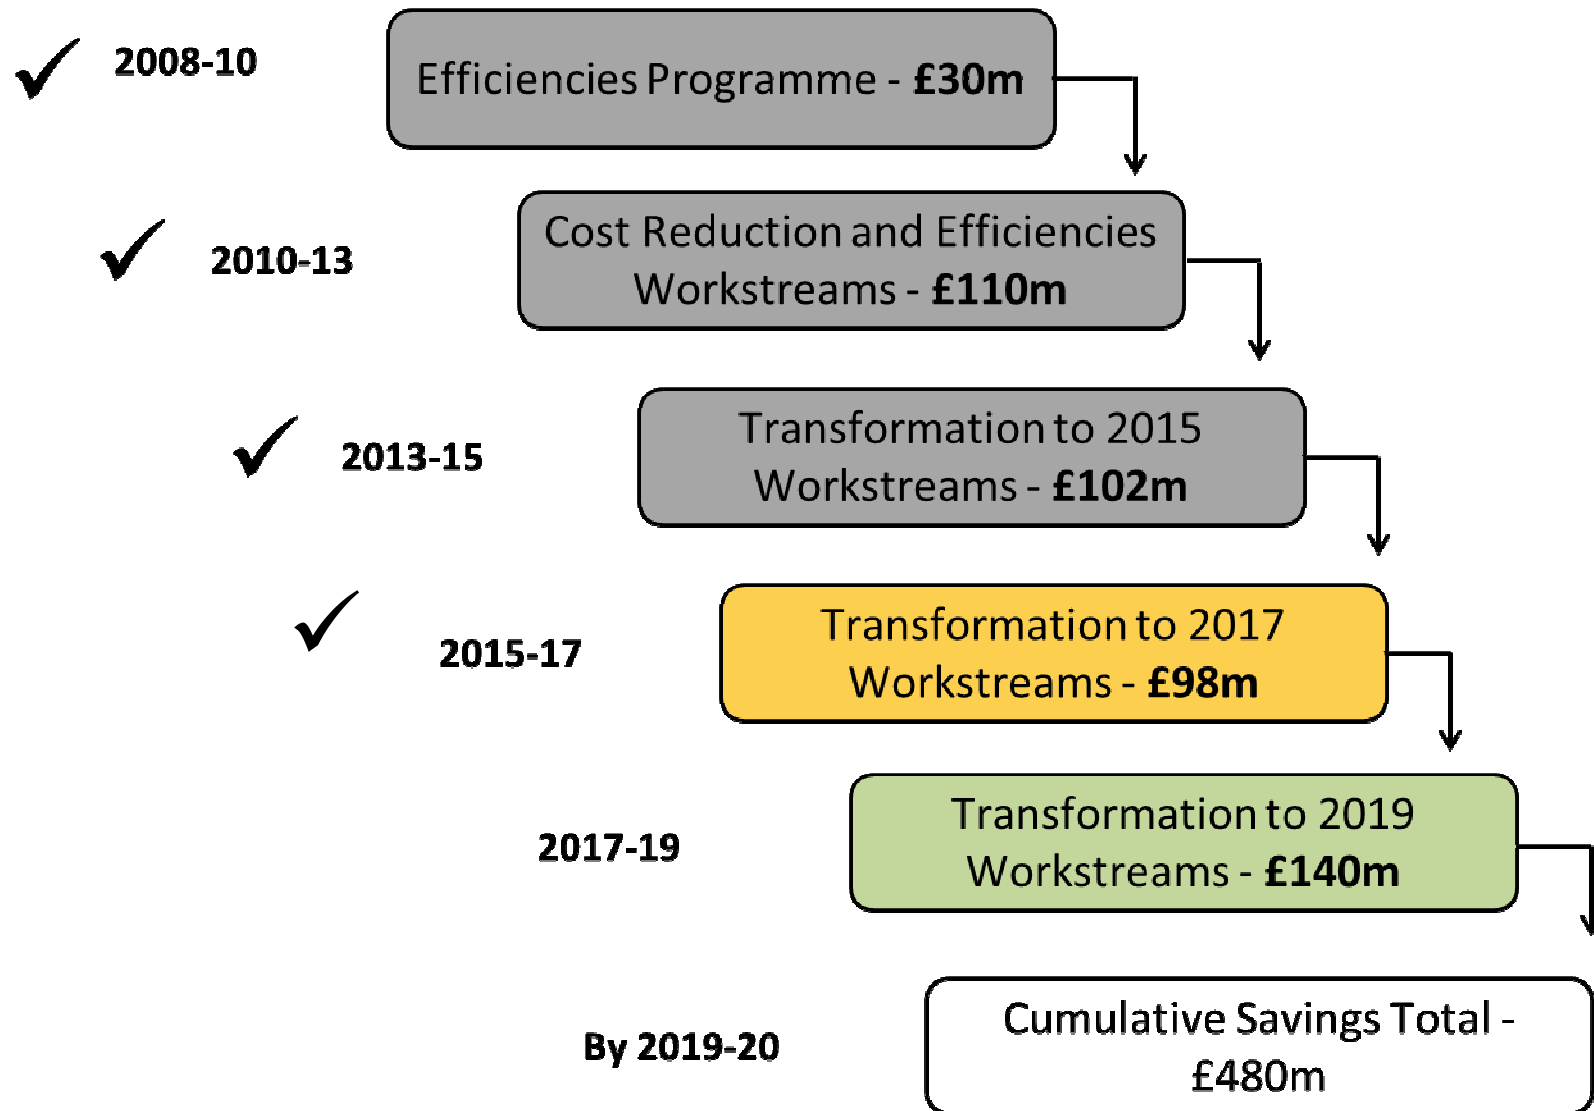 2008-10
Efficiencies Programme - £30m
2010-13
Cost Reduction and Efficiencies
Workstreams - £110m
2013-15
Transformation to 2015
Workstreams - £102m
2015-17
Transformation to 2017
Workstreams - £98m
2017-19
Transformation to 2019
Workstreams - £140m
By 2019-20
Cumulative Savings Total -
£480m